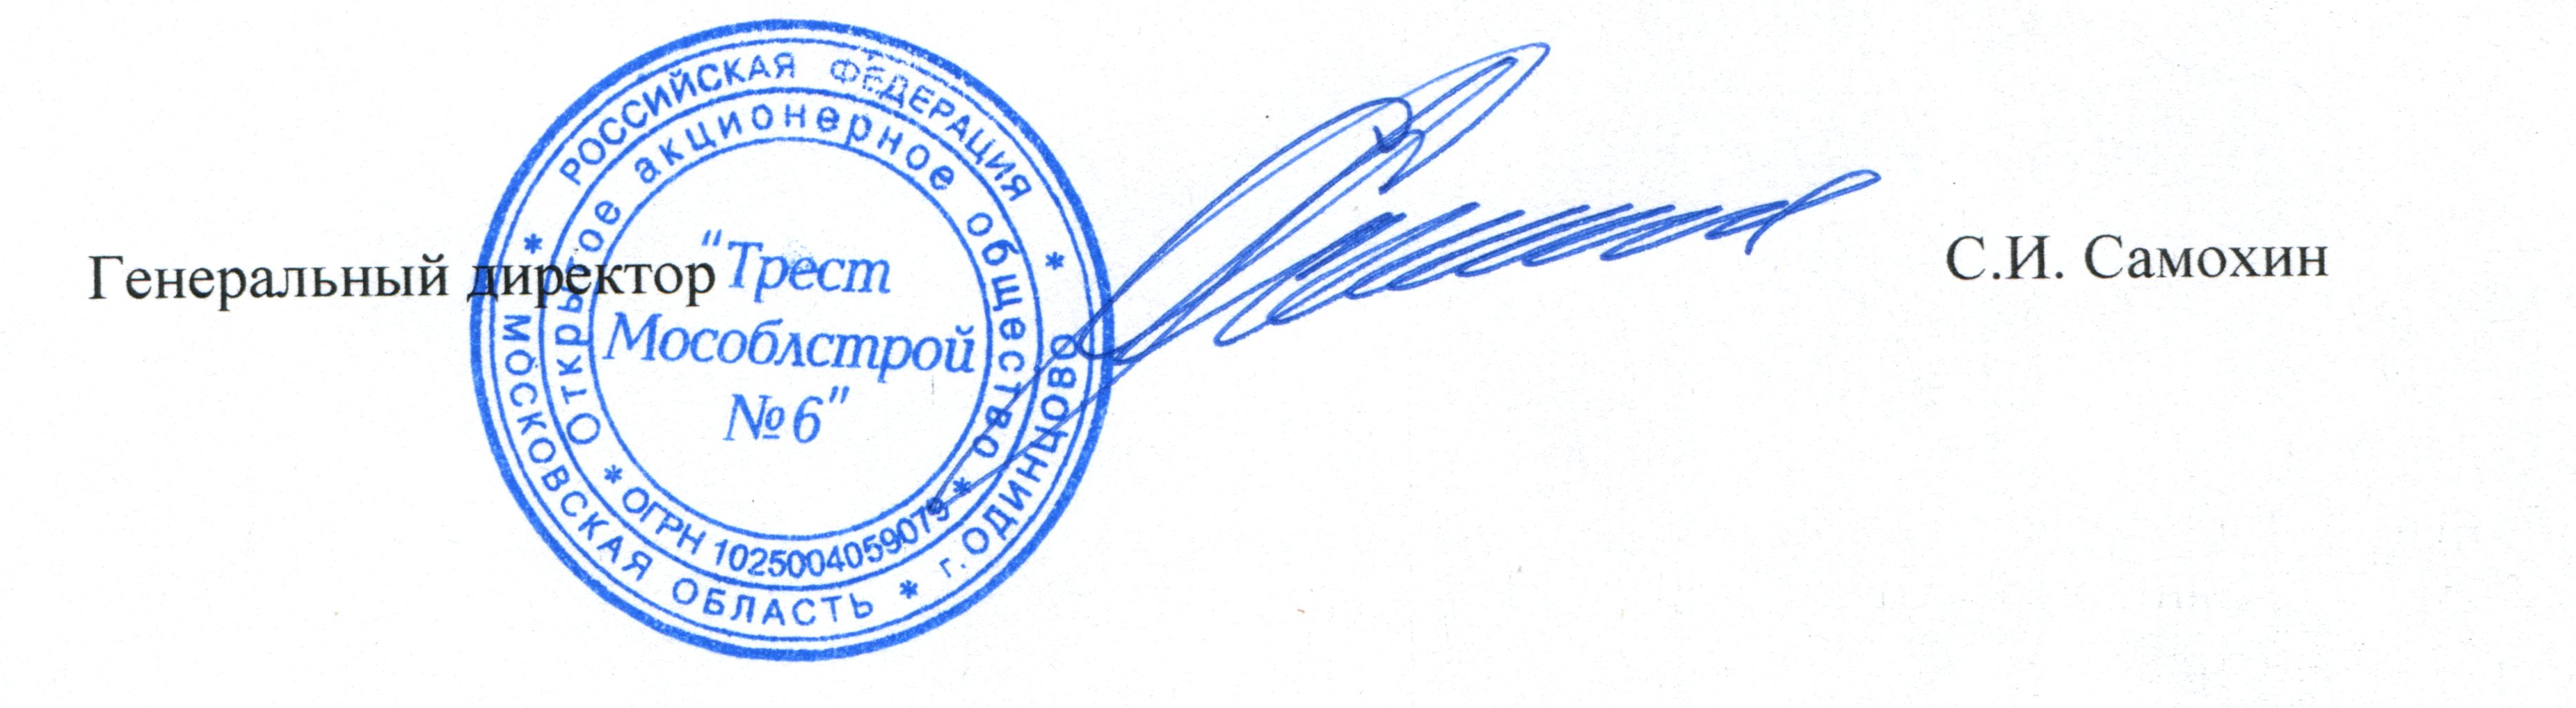 Генеральный директор
С.И. Самохин
РОССИЙСКАЯ ФЕДЕРАЦИЯ
* МОСКОВСКАЯ ОБЛАСТЬ * г. ОДИНЦОВО *
Открытое акционерное общество
* ОГРН 1025004059079 *
"Трест
Мособлстрой
№6"